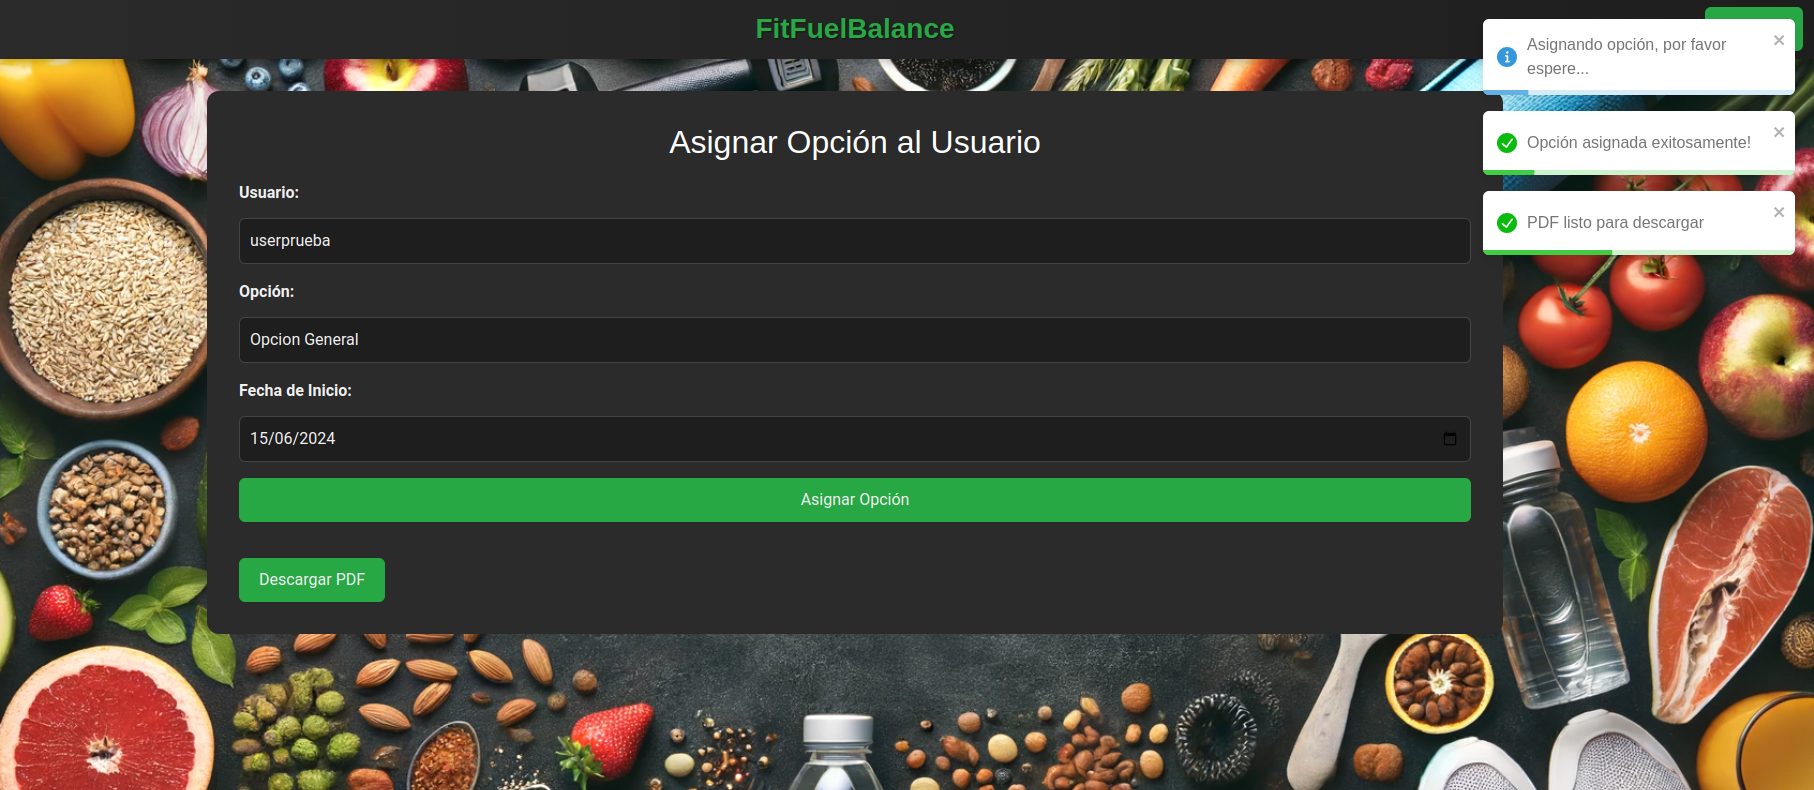 FitFuelBalance
Asignando opción, por favor
espere...
Opción asignada exitosamente!
PDF listo para descargar
Asignar Opción al Usuario
Usuario:
userprueba
Opción:
Opcion General
Fecha de Inicio:
15/06/2024
Asignar Opción
Descargar PDF